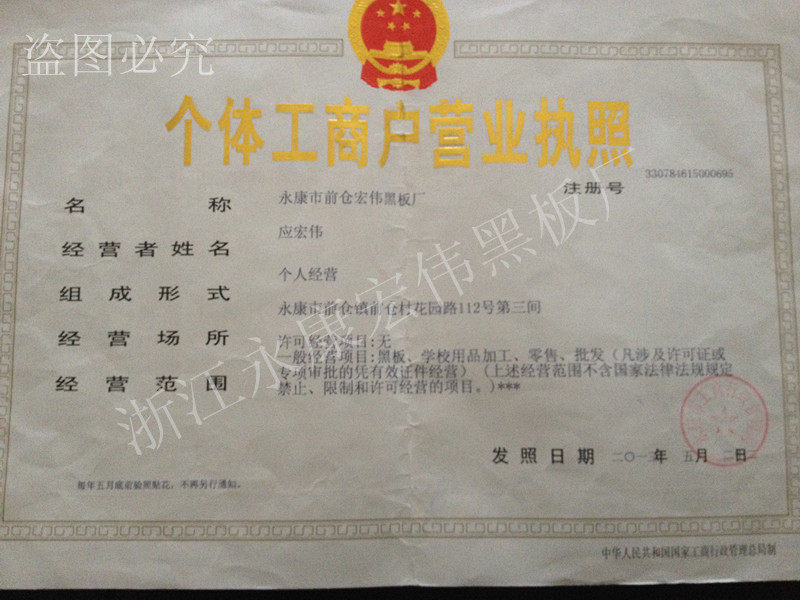 盗图必究
个体工商户营业执照
注册号 330784615000695
名称 永康市前仓宏伟黑板厂
经营者姓名 应宏伟
组成形式 个人经营
经营场所 永康市前仓镇前仓村花园路112号第三间
经营范围 许可经营项目:无
一般经营项目:黑板、学校用品加工、零售、批发(凡涉及许可证或
专项审批的凭有效证件经营)(上述经营范围不含国家法律法规规定
禁止、限制和许可经营的项目。)***
浙江永康宏伟黑板厂
发照日期 二〇一 年 五月 二日
每年五月底前验照贴花,不再另行通知。
中华人民共和国国家工商行政管理总局制